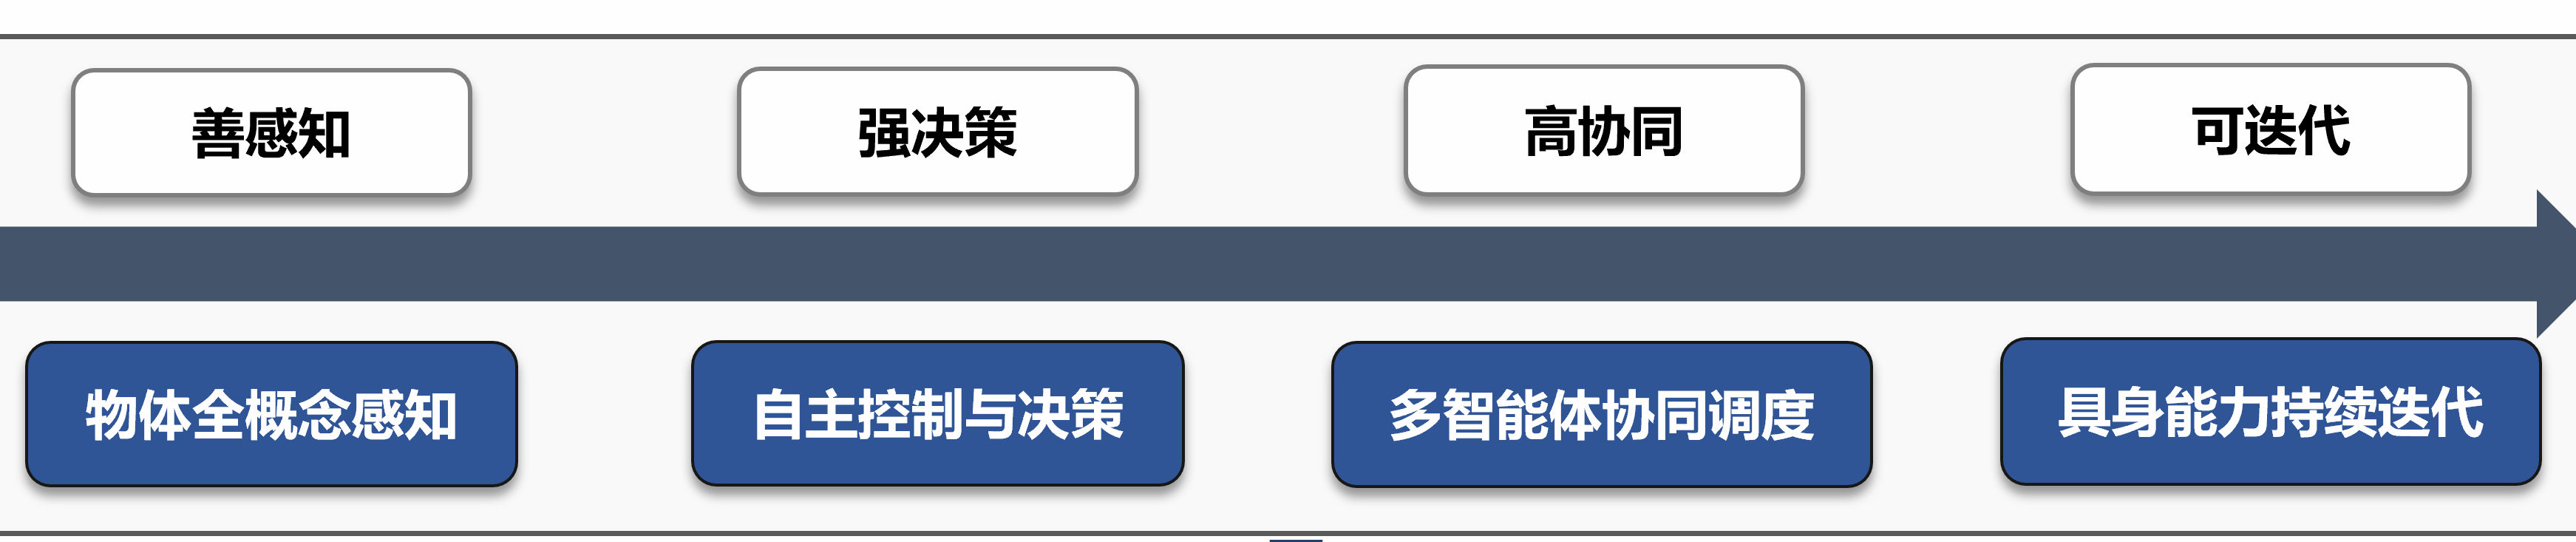 善感知
强决策
高协同
可迭代
物体全概念感知
自主控制与决策
多智能体协同调度
具身能力持续迭代